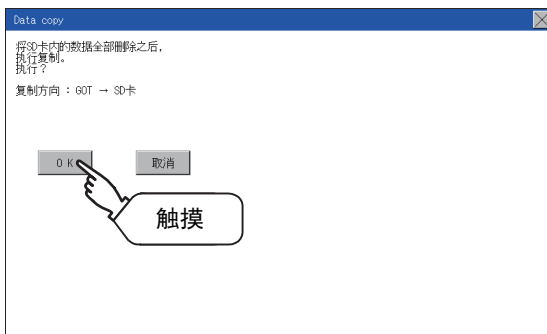 Data copy
将SD卡内的数据全部删除之后，
执行复制。
执行？
复制方向 ：GOT → SD卡
OK
取消
触摸